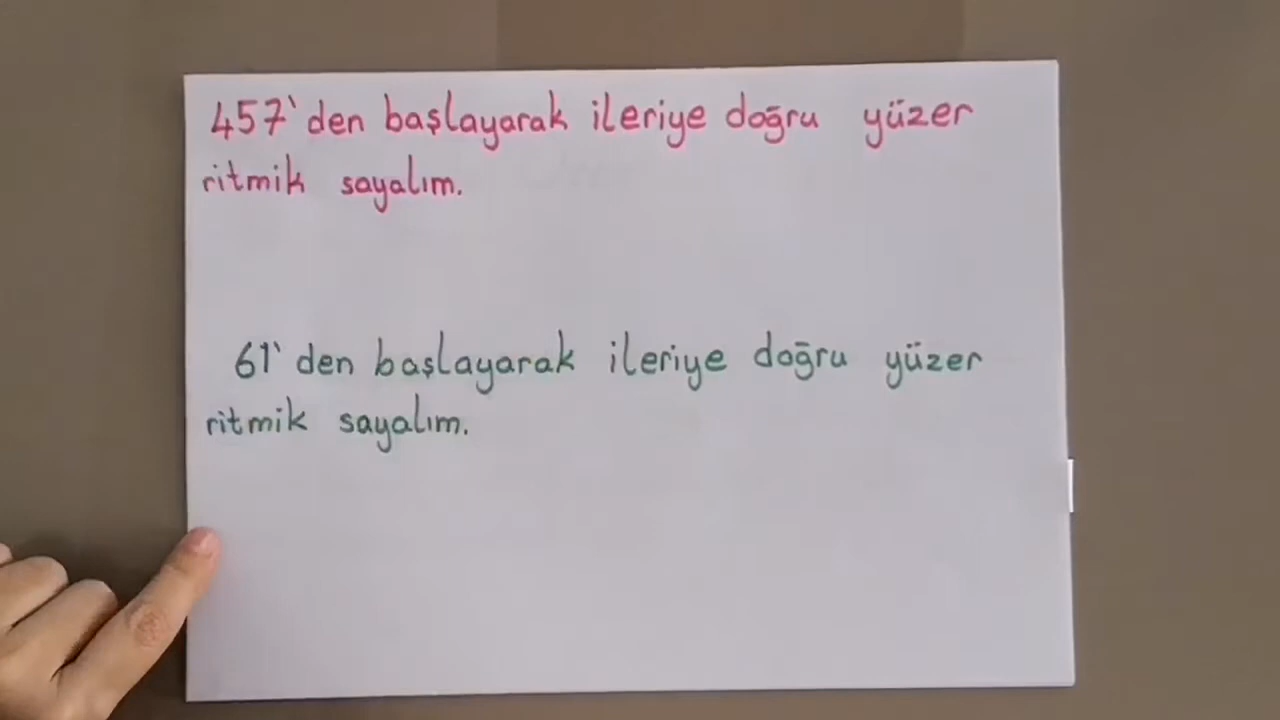 457'den başlayarak ileriye doğru yüzer
ritmik sayalım.
61'den başlayarak ileriye doğru yüzer
ritmik sayalım.